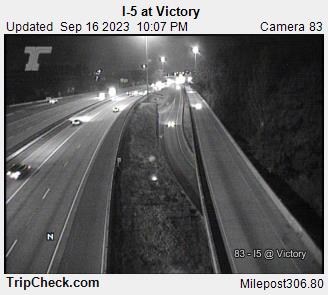 I-5 at Victory
Updated Sep 16 2023 10:07 PM Camera 83
T
N
83 - I5 @ Victory
TripCheck.com Milepost306.80